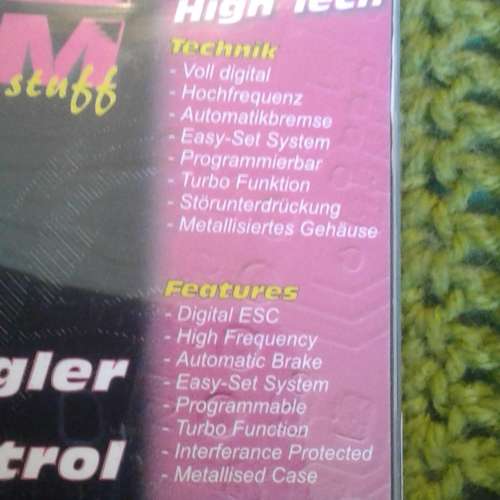 High Tech
M
stuff
Technik
- Voll digital
- Hochfrequenz
- Automatikbremse
- Easy-Set System
- Programmierbar
- Turbo Funktion
- Störunterdrückung
- Metallisiertes Gehäuse
Features
- Digital ESC
- High Frequency
- Automatic Brake
- Easy-Set System
- Programmable
- Turbo Function
- Interferance Protected
- Metallised Case
gler
trol